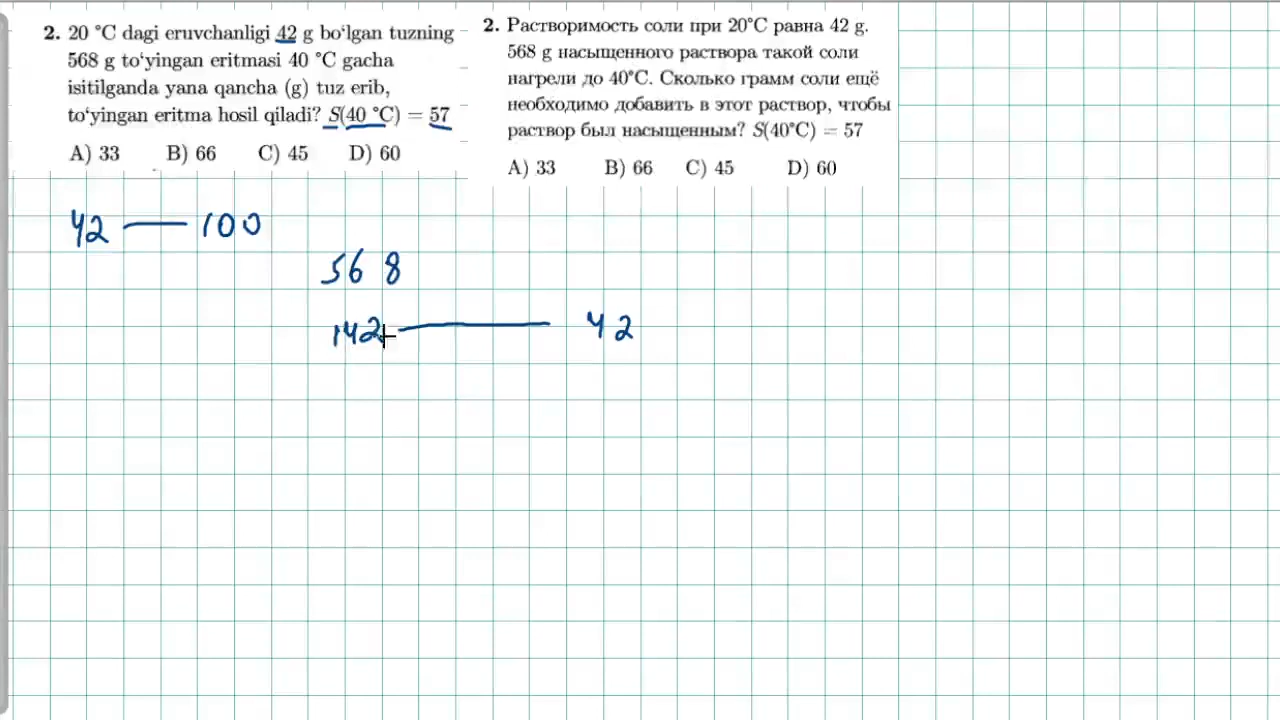 2. 20 °C dagi eruvchanligi 42 g bo‘lgan tuzning
568 g to‘yingan eritmasi 40 °C gacha
isitilganda yana qancha (g) tuz erib,
to‘yingan eritma hosil qiladi? S(40 °C) = 57
A) 33 B) 66 C) 45 D) 60
2. Растворимость соли при 20°C равна 42 g.
568 g насыщенного раствора такой соли
нагрели до 40°C. Сколько грамм соли ещё
необходимо добавить в этот раствор, чтобы
раствор был насыщенным? S(40°C) = 57
A) 33 B) 66 C) 45 D) 60
42 — 100
568
142 — 42